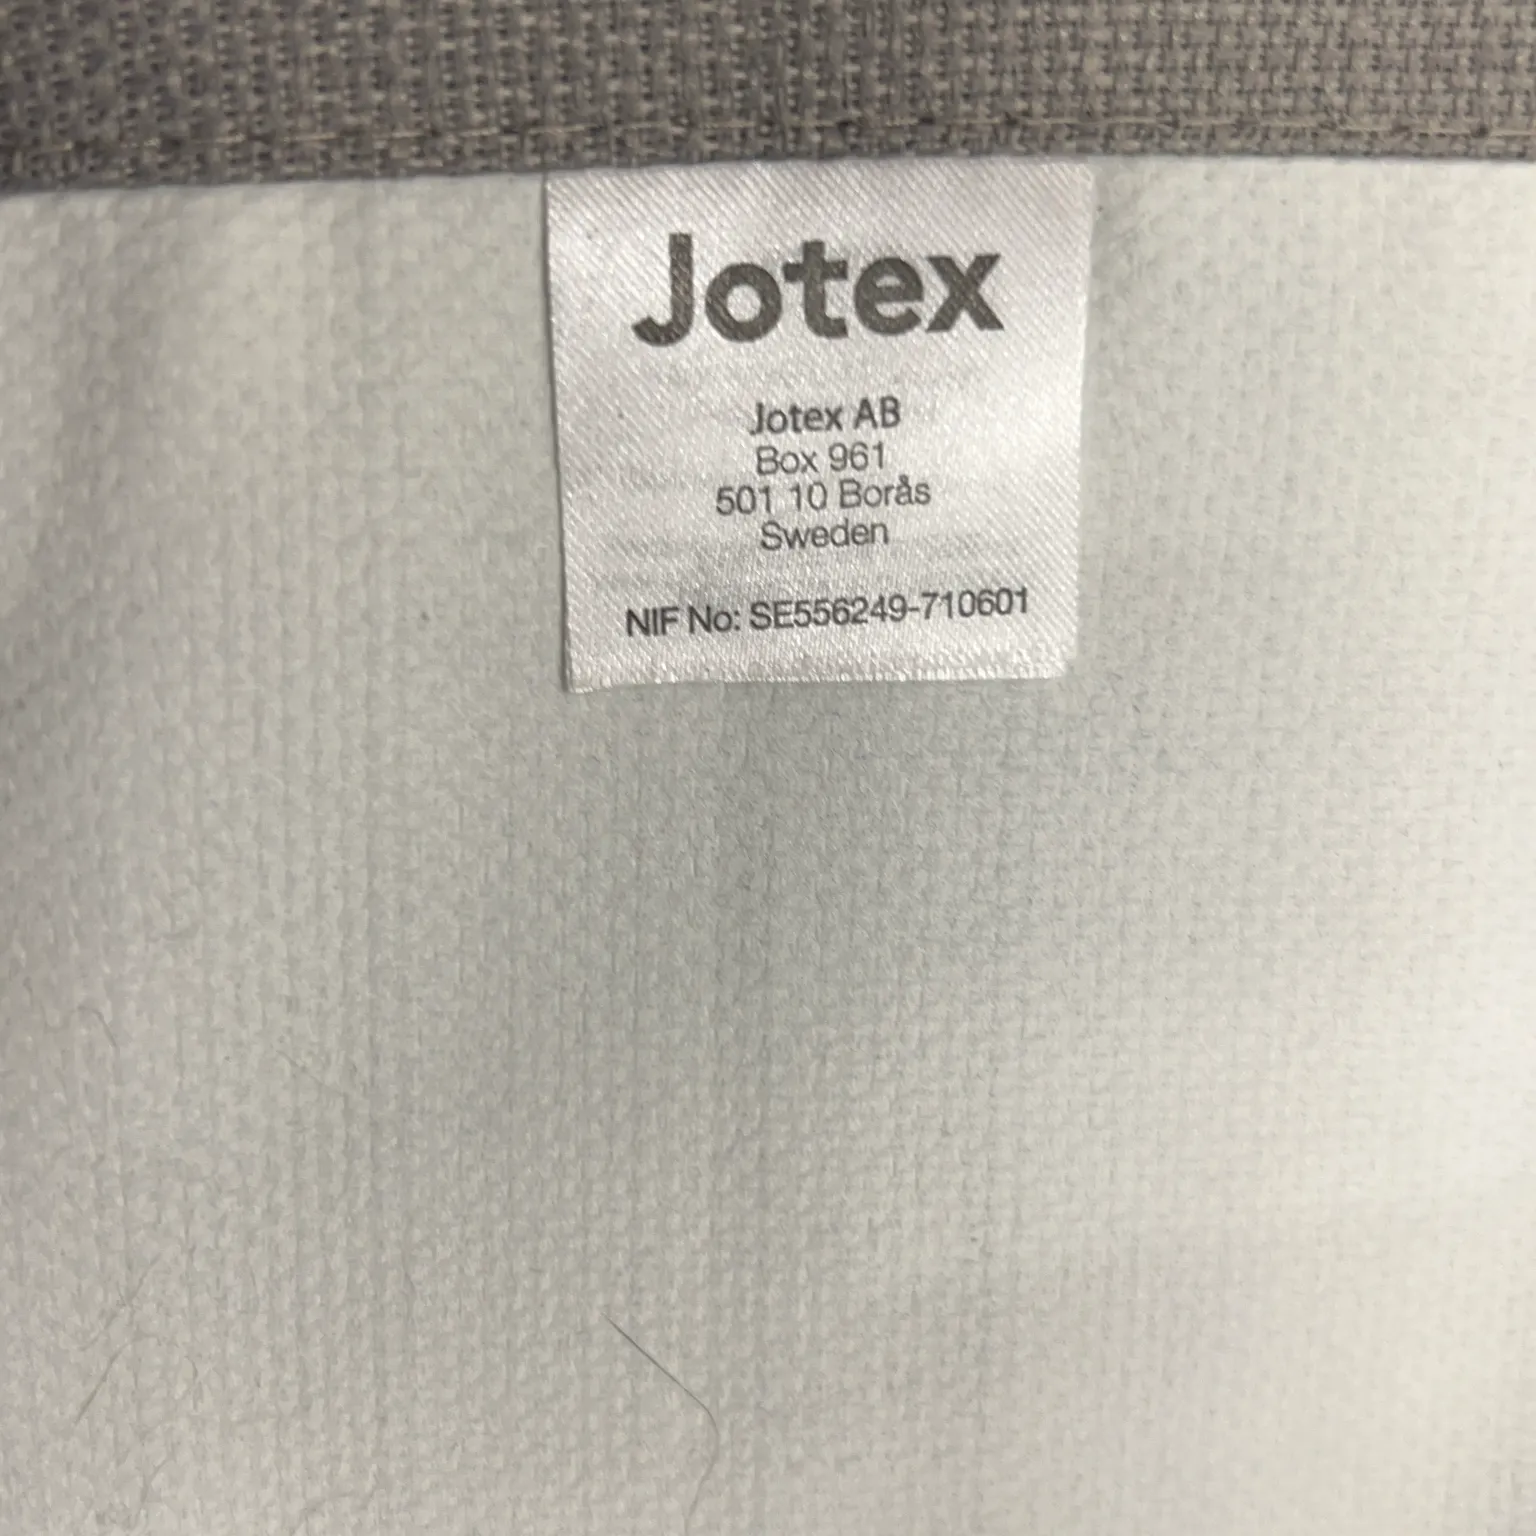 Jotex
Jotex AB
Box 961
501 10 Borås
Sweden
NIF No: SE556249-710601